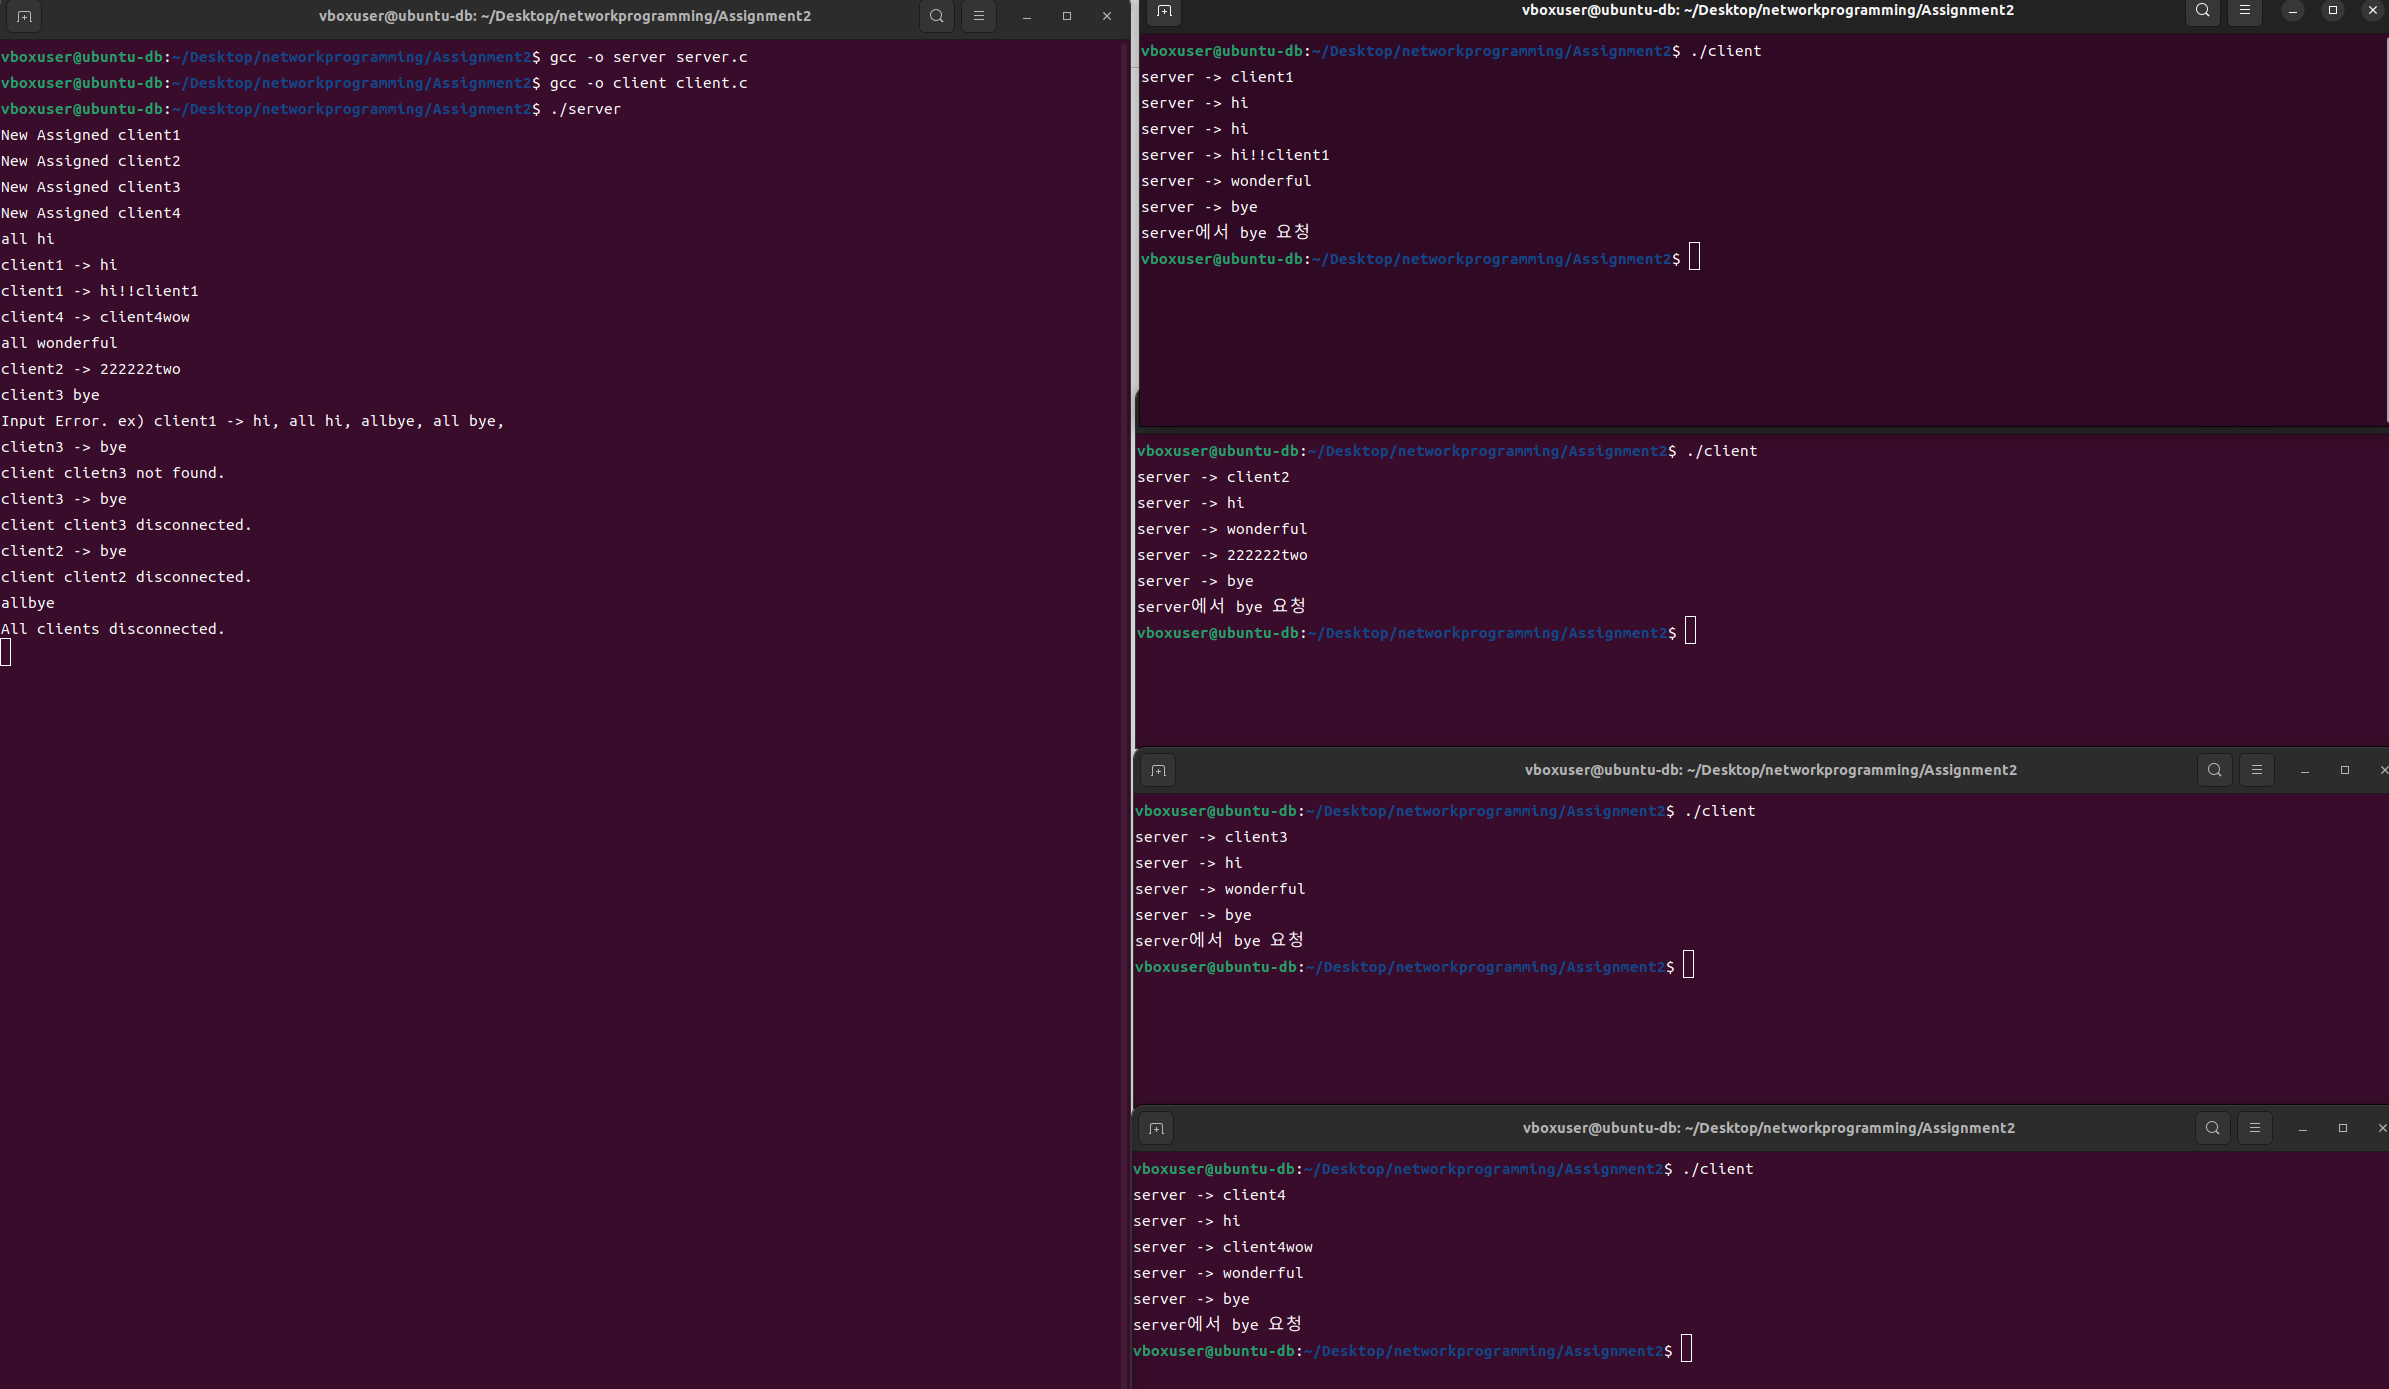 vboxuser@ubuntu-db: ~/Desktop/networkprogramming/Assignment2
vboxuser@ubuntu-db:~/Desktop/networkprogramming/Assignment2$ gcc -o server server.c
vboxuser@ubuntu-db:~/Desktop/networkprogramming/Assignment2$ gcc -o client client.c
vboxuser@ubuntu-db:~/Desktop/networkprogramming/Assignment2$ ./server
New Assigned client1
New Assigned client2
New Assigned client3
New Assigned client4
all hi
client1 -> hi
client1 -> hi!!client1
client4 -> client4wow
all wonderful
client2 -> 222222two
client3 bye
Input Error. ex) client1 -> hi, all hi, allbye, all bye,
clietn3 -> bye
client clietn3 not found.
client3 -> bye
client client3 disconnected.
client2 -> bye
client client2 disconnected.
allbye
All clients disconnected.
vboxuser@ubuntu-db: ~/Desktop/networkprogramming/Assignment2
vboxuser@ubuntu-db:~/Desktop/networkprogramming/Assignment2$ ./client
server -> client1
server -> hi
server -> hi
server -> hi!!client1
server -> wonderful
server -> bye
server에서 bye 요청
vboxuser@ubuntu-db:~/Desktop/networkprogramming/Assignment2$
vboxuser@ubuntu-db:~/Desktop/networkprogramming/Assignment2$ ./client
server -> client2
server -> hi
server -> wonderful
server -> 222222two
server -> bye
server에서 bye 요청
vboxuser@ubuntu-db:~/Desktop/networkprogramming/Assignment2$
vboxuser@ubuntu-db: ~/Desktop/networkprogramming/Assignment2
vboxuser@ubuntu-db:~/Desktop/networkprogramming/Assignment2$ ./client
server -> client3
server -> hi
server -> wonderful
server -> bye
server에서 bye 요청
vboxuser@ubuntu-db:~/Desktop/networkprogramming/Assignment2$
vboxuser@ubuntu-db: ~/Desktop/networkprogramming/Assignment2
vboxuser@ubuntu-db:~/Desktop/networkprogramming/Assignment2$ ./client
server -> client4
server -> hi
server -> client4wow
server -> wonderful
server -> bye
server에서 bye 요청
vboxuser@ubuntu-db:~/Desktop/networkprogramming/Assignment2$